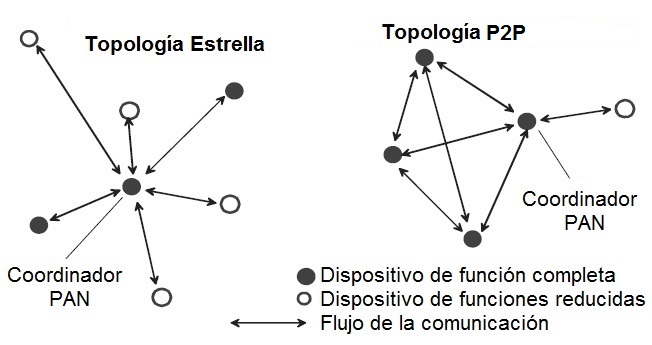 Topología Estrella
Topología P2P
Coordinador
PAN
Coordinador
PAN
Dispositivo de función completa
Dispositivo de funciones reducidas
Flujo de la comunicación